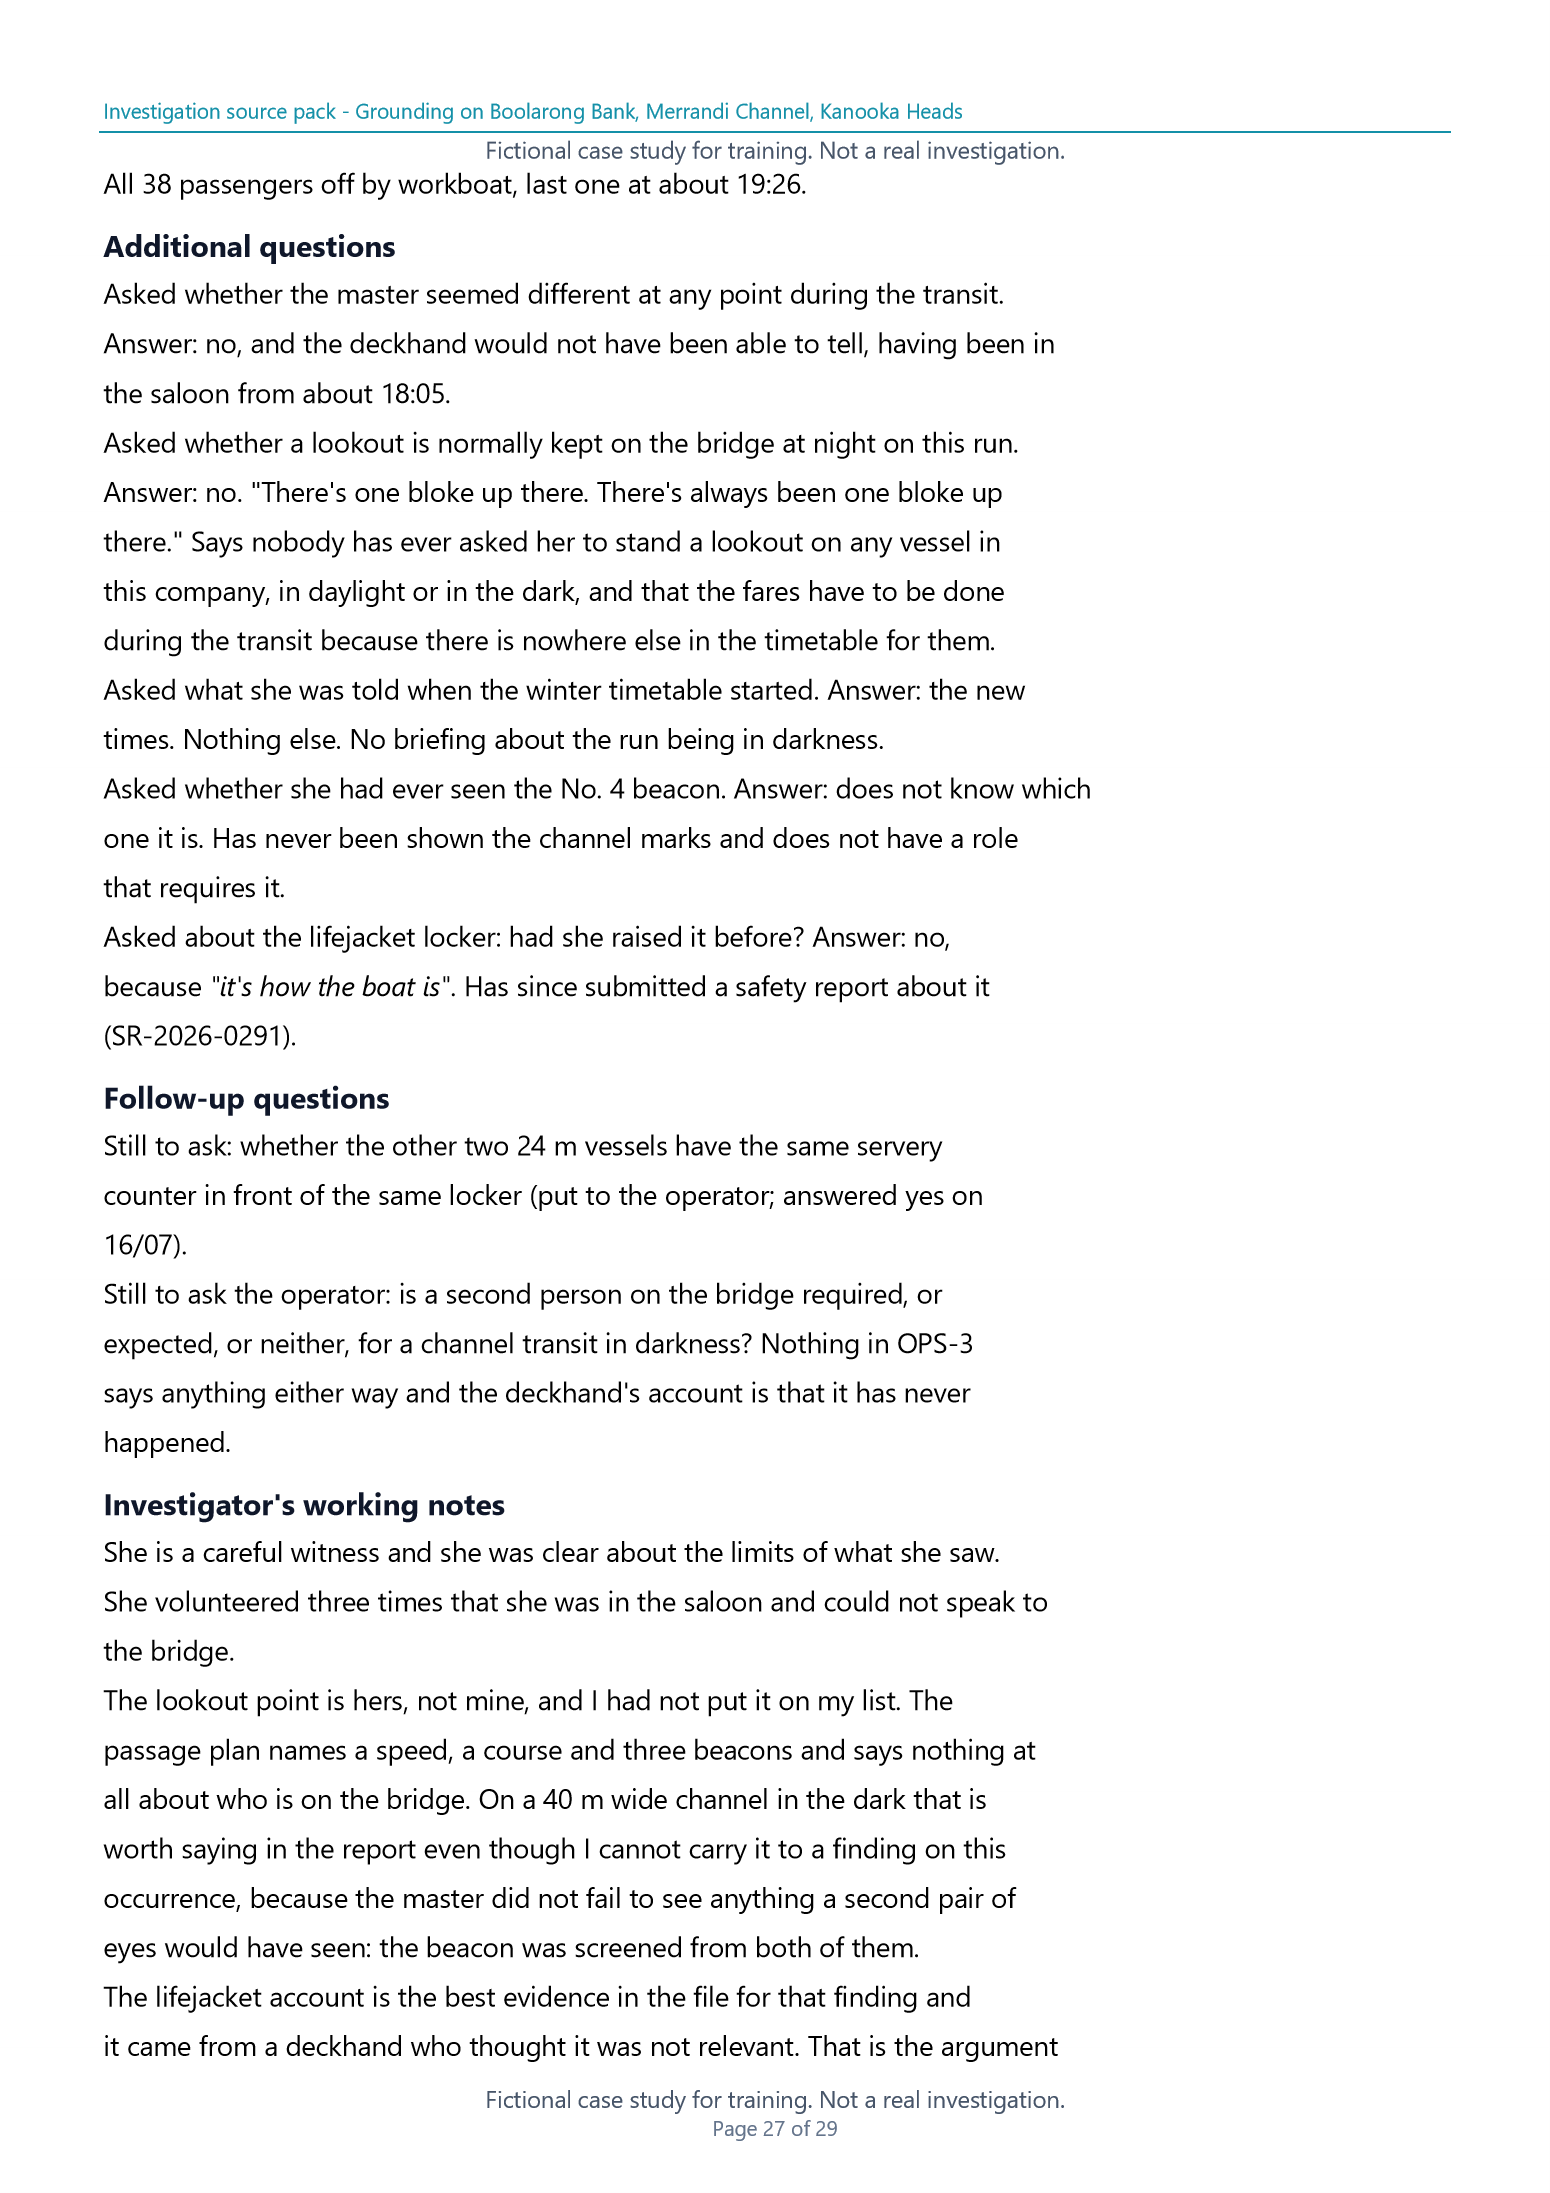 Investigation source pack - Grounding on Boolarong Bank, Merrandi Channel, Kanooka Heads
Fictional case study for training. Not a real investigation.
All 38 passengers off by workboat, last one at about 19:26.
Additional questions
Asked whether the master seemed different at any point during the transit.
Answer: no, and the deckhand would not have been able to tell, having been in
the saloon from about 18:05.
Asked whether a lookout is normally kept on the bridge at night on this run.
Answer: no. "There's one bloke up there. There's always been one bloke up
there." Says nobody has ever asked her to stand a lookout on any vessel in
this company, in daylight or in the dark, and that the fares have to be done
during the transit because there is nowhere else in the timetable for them.
Asked what she was told when the winter timetable started. Answer: the new
times. Nothing else. No briefing about the run being in darkness.
Asked whether she had ever seen the No. 4 beacon. Answer: does not know which
one it is. Has never been shown the channel marks and does not have a role
that requires it.
Asked about the lifejacket locker: had she raised it before? Answer: no,
because "it's how the boat is". Has since submitted a safety report about it
(SR-2026-0291).
Follow-up questions
Still to ask: whether the other two 24 m vessels have the same servery
counter in front of the same locker (put to the operator; answered yes on
16/07).
Still to ask the operator: is a second person on the bridge required, or
expected, or neither, for a channel transit in darkness? Nothing in OPS-3
says anything either way and the deckhand's account is that it has never
happened.
Investigator's working notes
She is a careful witness and she was clear about the limits of what she saw.
She volunteered three times that she was in the saloon and could not speak to
the bridge.
The lookout point is hers, not mine, and I had not put it on my list. The
passage plan names a speed, a course and three beacons and says nothing at
all about who is on the bridge. On a 40 m wide channel in the dark that is
worth saying in the report even though I cannot carry it to a finding on this
occurrence, because the master did not fail to see anything a second pair of
eyes would have seen: the beacon was screened from both of them.
The lifejacket account is the best evidence in the file for that finding and
it came from a deckhand who thought it was not relevant. That is the argument
Fictional case study for training. Not a real investigation.
Page 27 of 29